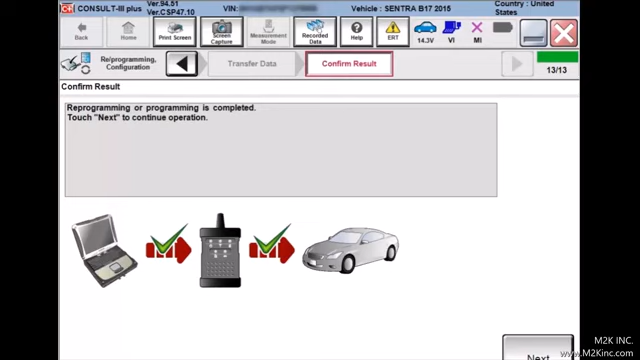 CONSULT-III plus
Ver.94.51
Ver.CSP47.10
VIN:
Vehicle : SENTRA B17 2015
Country : United States
Back
Home
Print Screen
Screen Capture
Measurement Mode
Recorded Data
Help
ERT
14.3V
VI
MI
Re/programming, Configuration
Transfer Data
Confirm Result
13/13
Confirm Result
Reprogramming or programming is completed.
Touch "Next" to continue operation.
Next
M2K INC.
www.M2Kinc.com